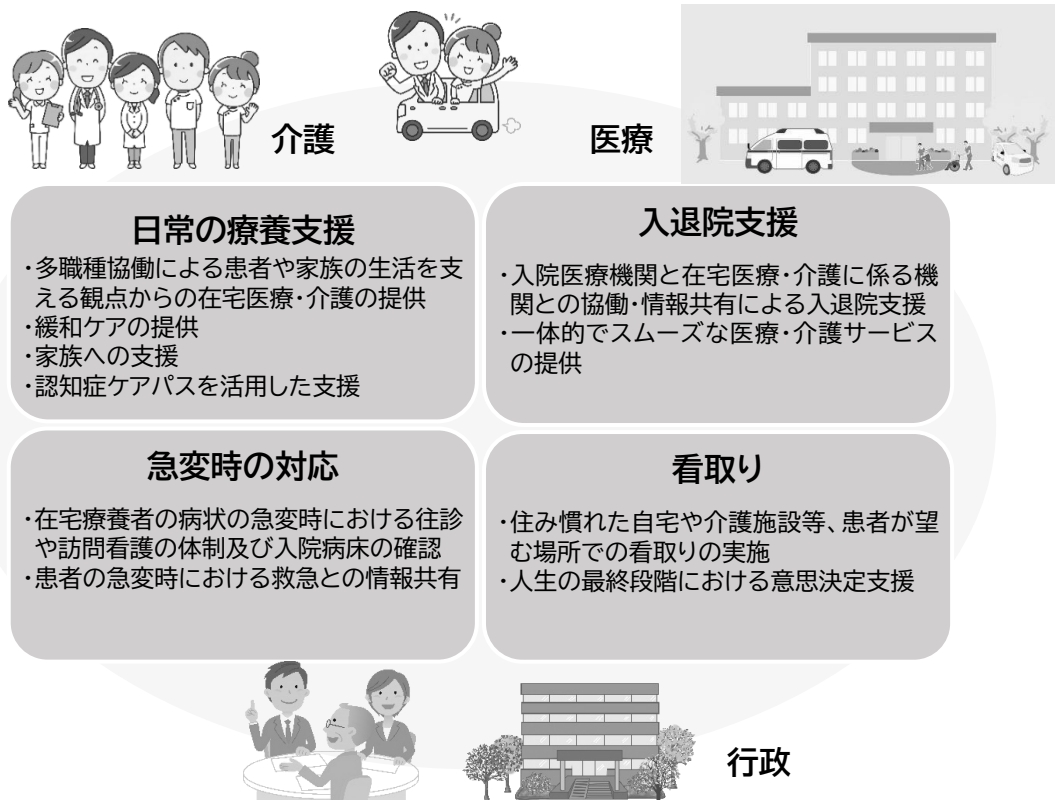 介護
医療
日常の療養支援
・多職種協働による患者や家族の生活を支
える観点からの在宅医療・介護の提供
・緩和ケアの提供
・家族への支援
・認知症ケアパスを活用した支援
入退院支援
・入院医療機関と在宅医療・介護に係る機
関との協働・情報共有による入退院支援
・一体的でスムーズな医療・介護サービス
の提供
急変時の対応
・在宅療養者の病状の急変時における往診
や訪問看護の体制及び入院病床の確認
・患者の急変時における救急との情報共有
看取り
・住み慣れた自宅や介護施設等、患者が望
む場所での看取りの実施
・人生の最終段階における意思決定支援
行政